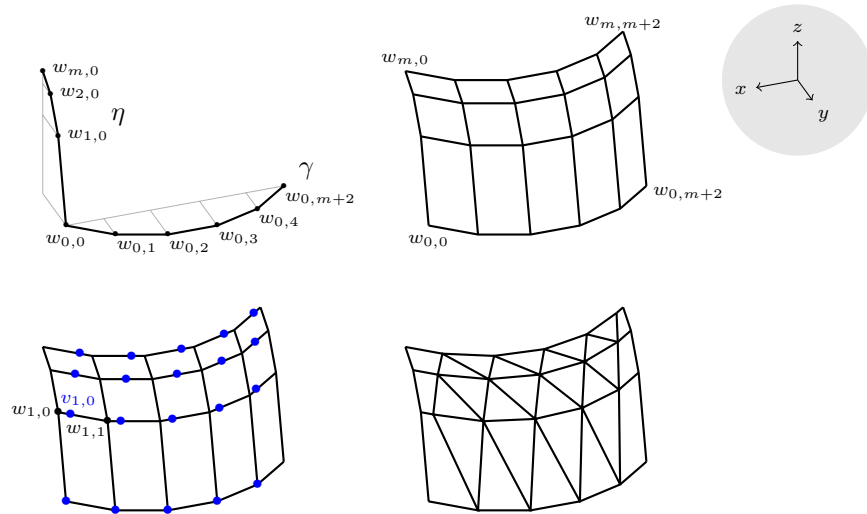 w_{m,0}
w_{2,0}
η
w_{1,0}
γ
w_{0,m+2}
w_{0,4}
w_{0,3}
w_{0,2}
w_{0,1}
w_{0,0}
w_{m,m+2}
w_{m,0}
w_{0,m+2}
w_{0,0}
z
x
y
v_{1,0}
w_{1,0}
w_{1,1}